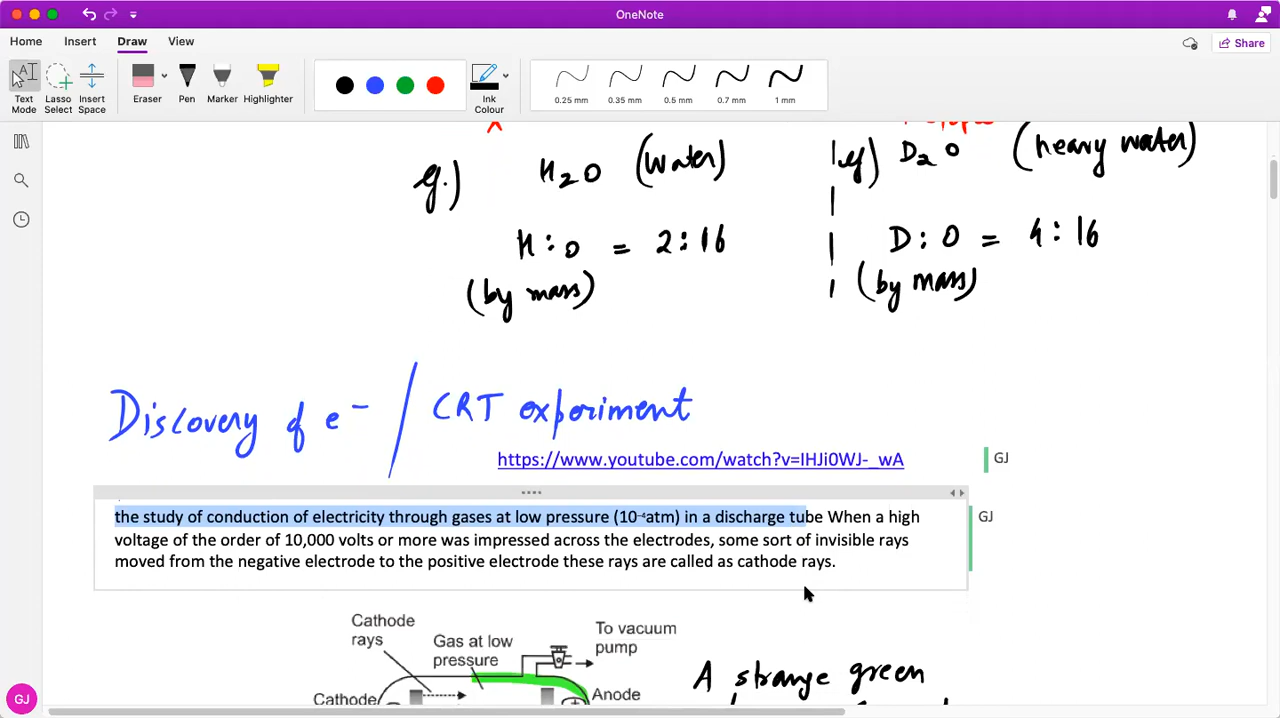 OneNote
Home Insert Draw View
Share
Text Mode
Lasso Select
Insert Space
Eraser
Pen
Marker
Highlighter
Ink Colour
0.25 mm 0.35 mm 0.5 mm 0.7 mm 1 mm
eg.) H2O (water)
eg) D2O (heavy water)
H : O = 2 : 16
(by mass)
D : O = 4 : 16
(by mass)
Discovery of e⁻ / CRT experiment
https://www.youtube.com/watch?v=IHJi0WJ-_wA
GJ
the study of conduction of electricity through gases at low pressure (10⁻⁴atm) in a discharge tube When a high
voltage of the order of 10,000 volts or more was impressed across the electrodes, some sort of invisible rays
moved from the negative electrode to the positive electrode these rays are called as cathode rays.
GJ
Cathode rays
Gas at low pressure
To vacuum pump
Cathode
Anode
A strange green
GJ